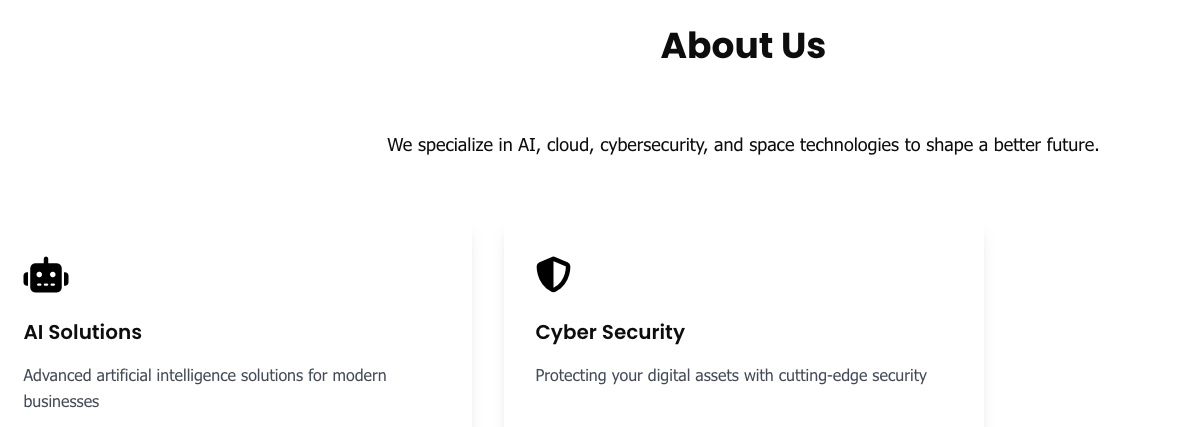 About Us
We specialize in AI, cloud, cybersecurity, and space technologies to shape a better future.
AI Solutions
Advanced artificial intelligence solutions for modern
businesses
Cyber Security
Protecting your digital assets with cutting-edge security